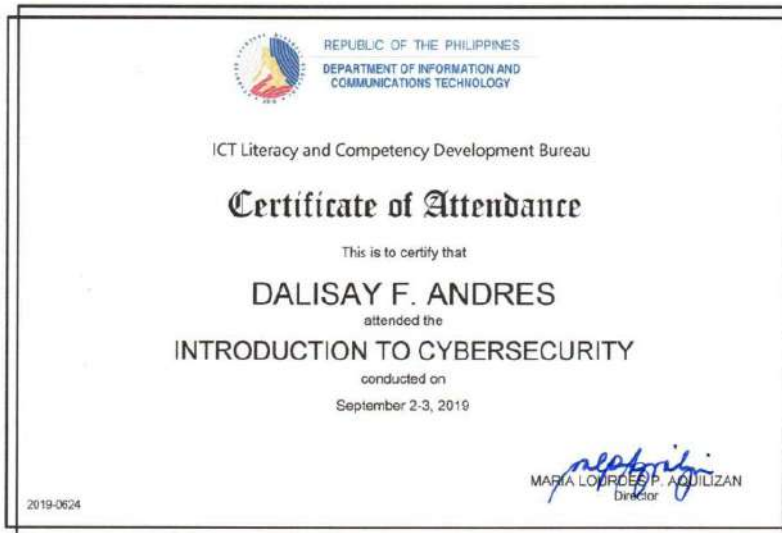 REPUBLIC OF THE PHILIPPINES
DEPARTMENT OF INFORMATION AND
COMMUNICATIONS TECHNOLOGY
ICT Literacy and Competency Development Bureau
Certificate of Attendance
This is to certify that
DALISAY F. ANDRES
attended the
INTRODUCTION TO CYBERSECURITY
conducted on
September 2-3, 2019
MARIA LOURDES P. AQUILIZAN
Director
2019-0624